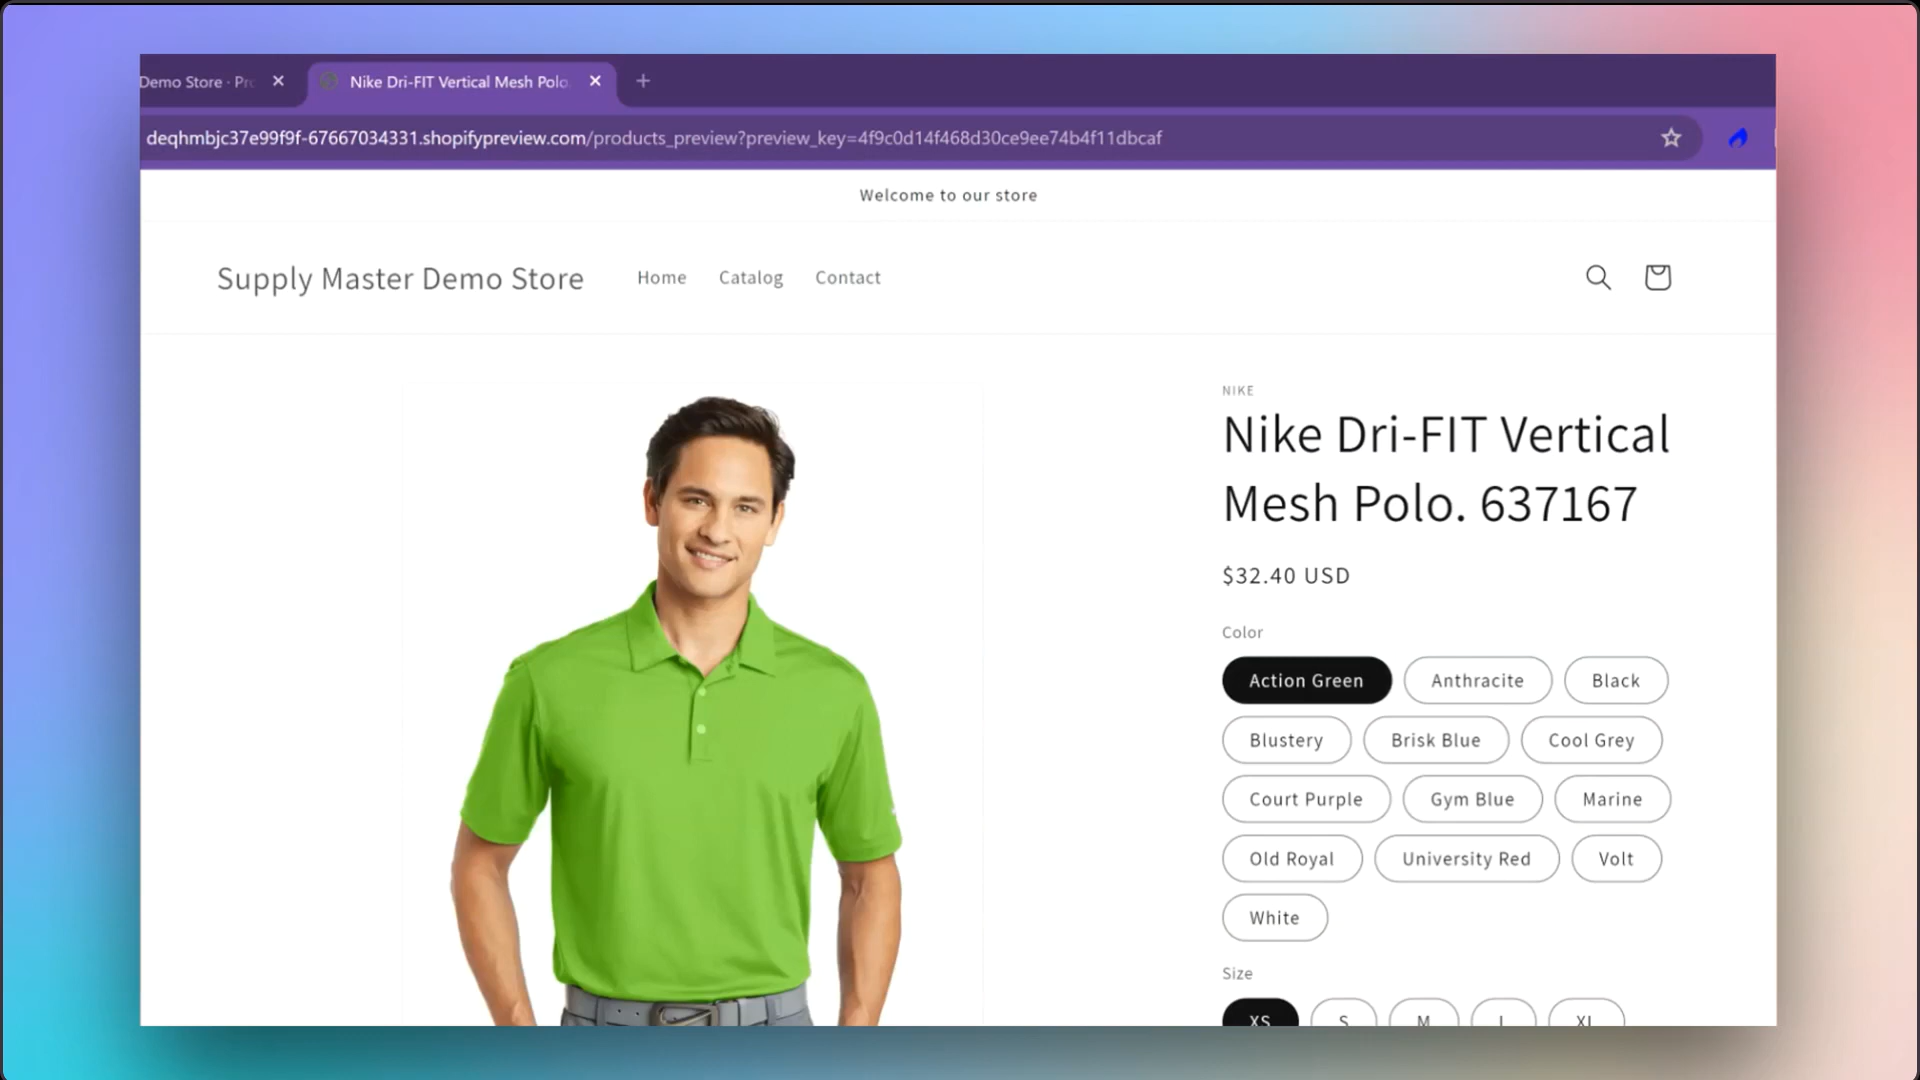 Demo Store · Pro
Nike Dri-FIT Vertical Mesh Polo.
deqhmbjc37e99f9f-67667034331.shopifypreview.com/products_preview?preview_key=4f9c0d14f468d30ce9ee74b4f11dbcaf
Welcome to our store
Supply Master Demo Store
Home Catalog Contact
NIKE
Nike Dri-FIT Vertical
Mesh Polo. 637167
$32.40 USD
Color
Action Green Anthracite Black
Blustery Brisk Blue Cool Grey
Court Purple Gym Blue Marine
Old Royal University Red Volt
White
Size
XS S M L XL